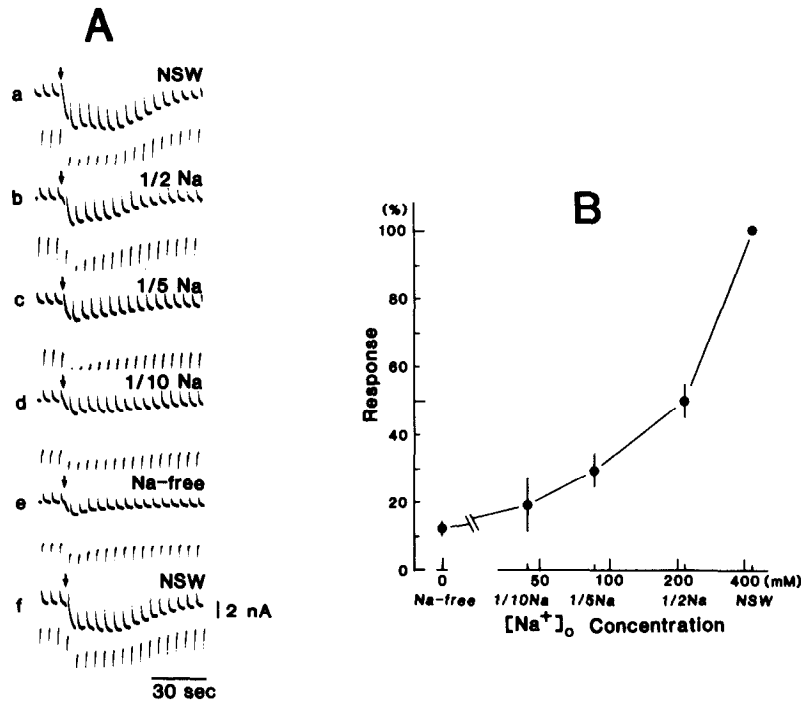 A
NSW
a
1/2 Na
b
1/5 Na
c
1/10 Na
d
Na-free
e
NSW
f
2 nA
30 sec
B
(%)
100
80
60
40
20
0
Response
0 50 100 200 400 (mM)
Na-free 1/10Na 1/5Na 1/2Na NSW
[Na+]o Concentration